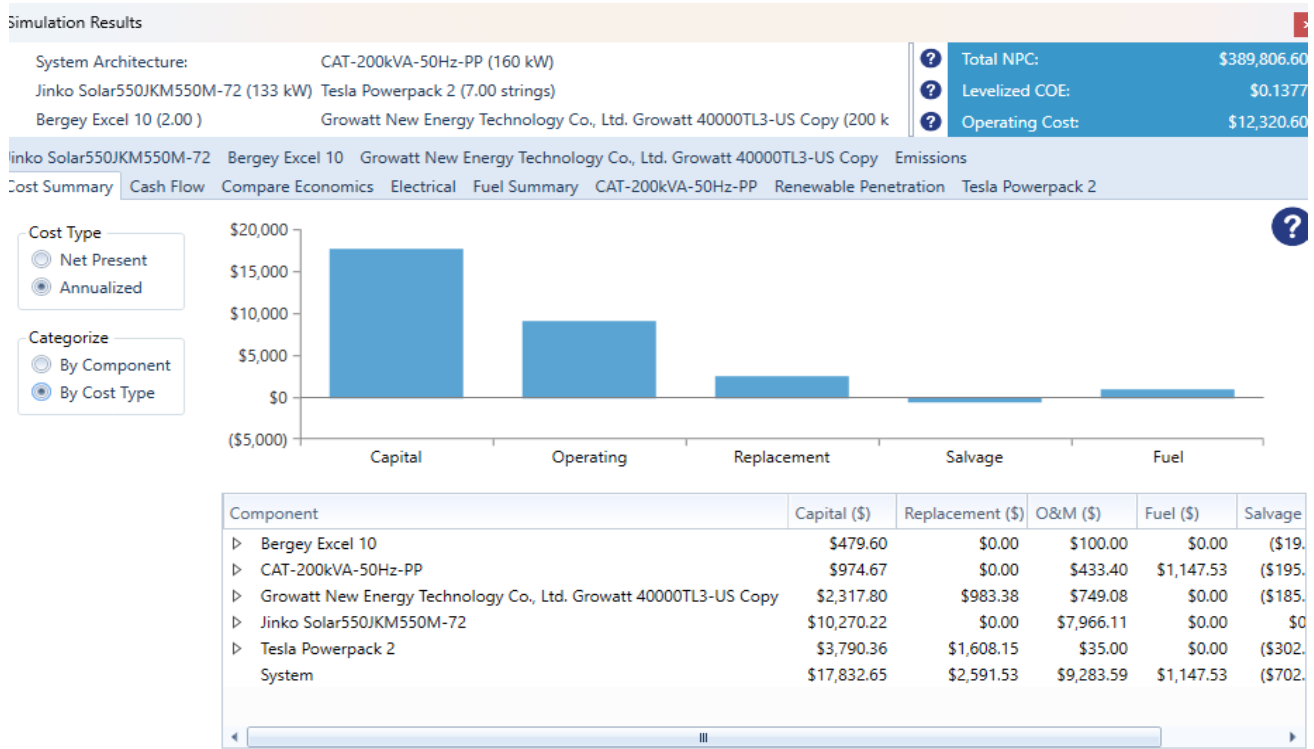 Simulation Results
System Architecture: CAT-200kVA-50Hz-PP (160 kW)
Jinko Solar550JKM550M-72 (133 kW) Tesla Powerpack 2 (7.00 strings)
Bergey Excel 10 (2.00 ) Growatt New Energy Technology Co., Ltd. Growatt 40000TL3-US Copy (200 k
? Total NPC: $389,806.60
? Levelized COE: $0.1377
? Operating Cost: $12,320.60
Jinko Solar550JKM550M-72 Bergey Excel 10 Growatt New Energy Technology Co., Ltd. Growatt 40000TL3-US Copy Emissions
Cost Summary Cash Flow Compare Economics Electrical Fuel Summary CAT-200kVA-50Hz-PP Renewable Penetration Tesla Powerpack 2
Cost Type
Net Present
Annualized
Categorize
By Component
By Cost Type
?
$20,000
$15,000
$10,000
$5,000
$0
($5,000)
Capital Operating Replacement Salvage Fuel
Component Capital ($) Replacement ($) O&M ($) Fuel ($) Salvage
Bergey Excel 10 $479.60 $0.00 $100.00 $0.00 ($19.
CAT-200kVA-50Hz-PP $974.67 $0.00 $433.40 $1,147.53 ($195.
Growatt New Energy Technology Co., Ltd. Growatt 40000TL3-US Copy $2,317.80 $983.38 $749.08 $0.00 ($185.
Jinko Solar550JKM550M-72 $10,270.22 $0.00 $7,966.11 $0.00 $0
Tesla Powerpack 2 $3,790.36 $1,608.15 $35.00 $0.00 ($302.
System $17,832.65 $2,591.53 $9,283.59 $1,147.53 ($702.